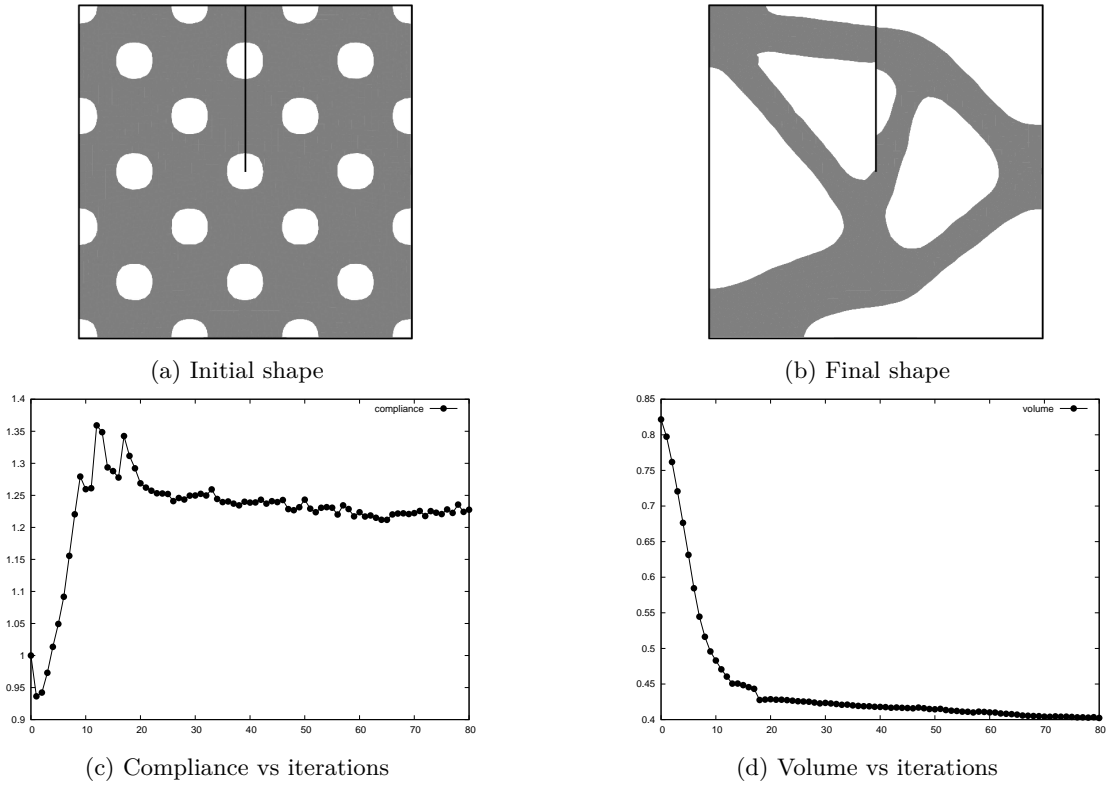 (a) Initial shape
(b) Final shape
1.4
1.35
1.3
1.25
1.2
1.15
1.1
1.05
1
0.95
0.9
0 10 20 30 40 50 60 70 80
compliance
(c) Compliance vs iterations
0.85
0.8
0.75
0.7
0.65
0.6
0.55
0.5
0.45
0.4
0 10 20 30 40 50 60 70 80
volume
(d) Volume vs iterations